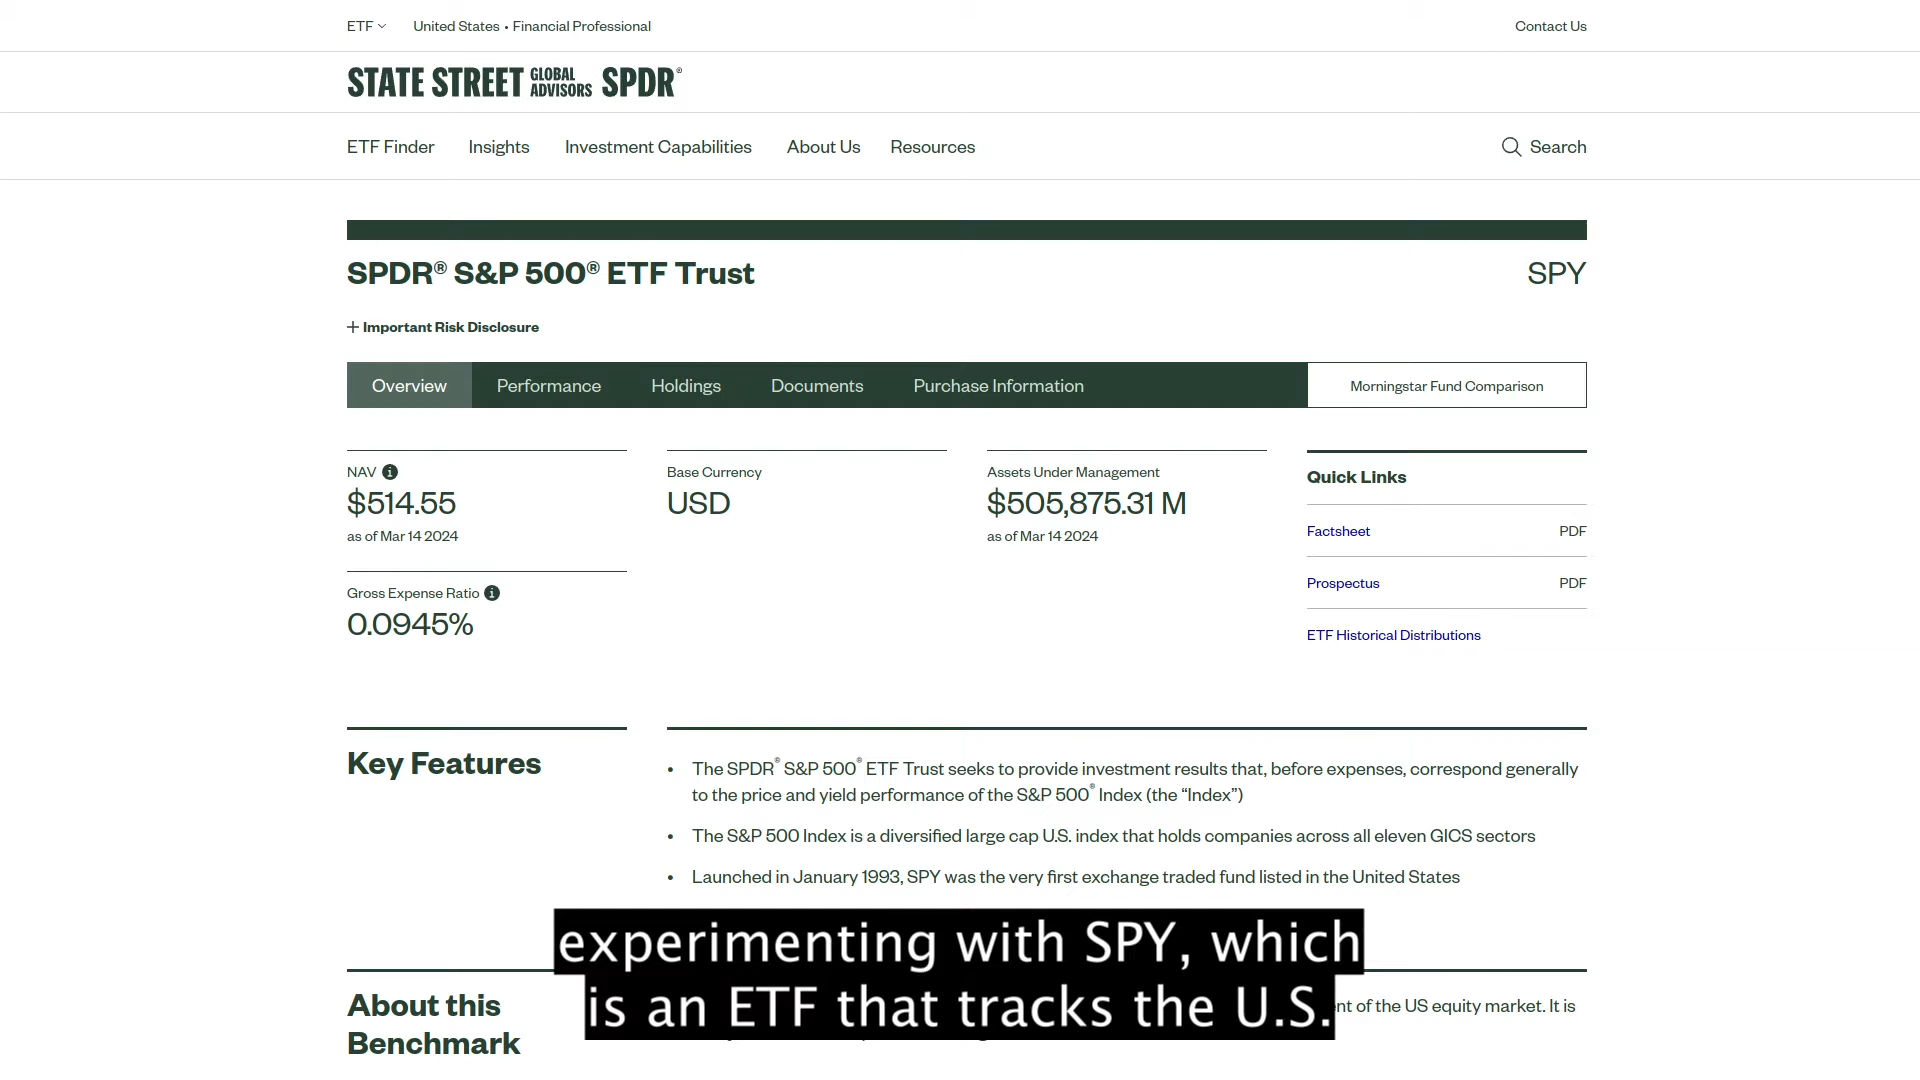 ETF United States • Financial Professional Contact Us
STATE STREET GLOBAL ADVISORS SPDR®
ETF Finder Insights Investment Capabilities About Us Resources Search
SPDR® S&P 500® ETF Trust SPY
+ Important Risk Disclosure
Overview Performance Holdings Documents Purchase Information Morningstar Fund Comparison
NAV Base Currency Assets Under Management Quick Links
$514.55 USD $505,875.31 M
as of Mar 14 2024 as of Mar 14 2024 Factsheet PDF
Gross Expense Ratio Prospectus PDF
0.0945% ETF Historical Distributions
Key Features
• The SPDR® S&P 500® ETF Trust seeks to provide investment results that, before expenses, correspond generally
to the price and yield performance of the S&P 500® Index (the “Index”)
• The S&P 500 Index is a diversified large cap U.S. index that holds companies across all eleven GICS sectors
• Launched in January 1993, SPY was the very first exchange traded fund listed in the United States
experimenting with SPY, which
is an ETF that tracks the U.S.
About this
Benchmark
of the US equity market. It is